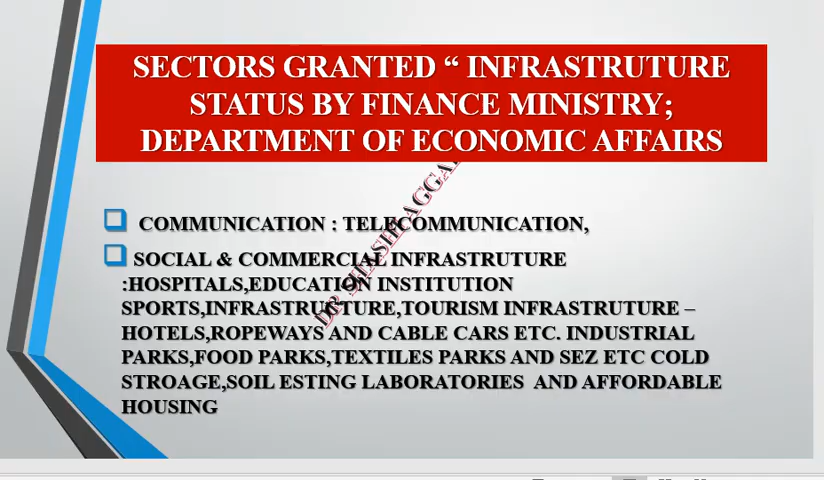 SECTORS GRANTED “ INFRASTRUTURE
STATUS BY FINANCE MINISTRY;
DEPARTMENT OF ECONOMIC AFFAIRS
COMMUNICATION : TELECOMMUNICATION,
SOCIAL & COMMERCIAL INFRASTRUTURE
:HOSPITALS,EDUCATION INSTITUTION
SPORTS,INFRASTRUTTURE,TOURISM INFRASTRUTURE –
HOTELS,ROPEWAYS AND CABLE CARS ETC. INDUSTRIAL
PARKS,FOOD PARKS,TEXTILES PARKS AND SEZ ETC COLD
STROAGE,SOIL ESTING LABORATORIES AND AFFORDABLE
HOUSING
DR